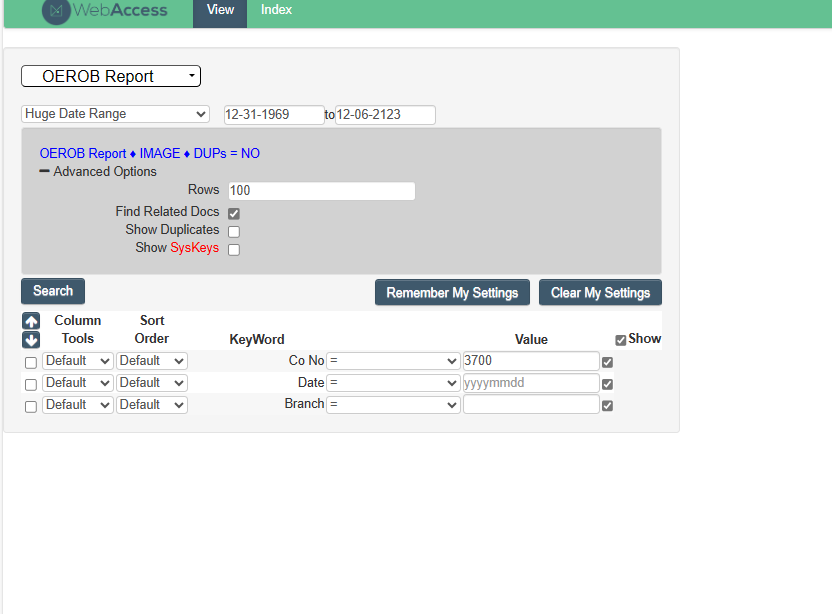 WebAccess View Index
OEROB Report
Huge Date Range 12-31-1969 to 12-06-2123
OEROB Report ♦ IMAGE ♦ DUPs = NO
Advanced Options
Rows 100
Find Related Docs
Show Duplicates
Show SysKeys
Search Remember My Settings Clear My Settings
Column Sort
Tools Order KeyWord Value Show
Default Default Co No = 3700
Default Default Date = yyyymmdd
Default Default Branch =